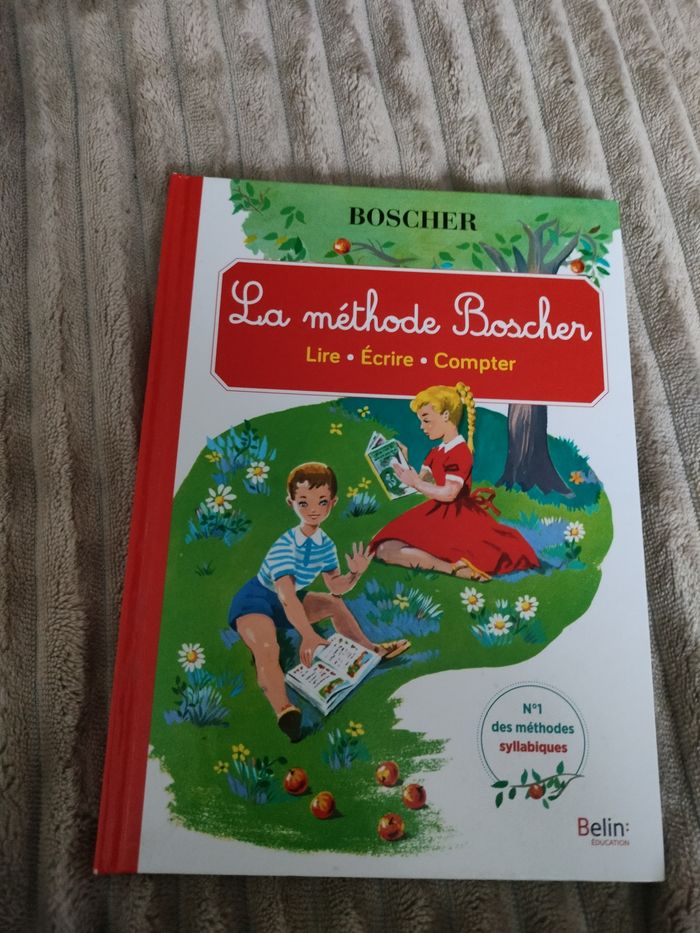 BOSCHER
La méthode Boscher
Lire • Écrire • Compter
N°1
des méthodes
syllabiques
Belin:
ÉDUCATION